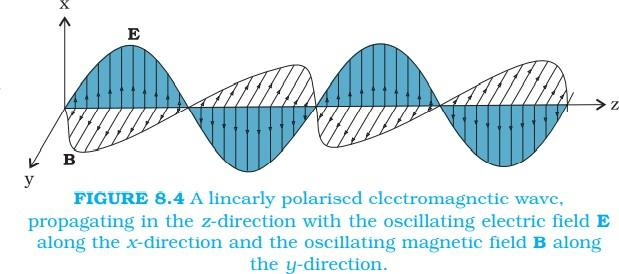 x
E
z
B
y
FIGURE 8.4 A linearly polarised electromagnetic wave,
propagating in the z-direction with the oscillating electric field E
along the x-direction and the oscillating magnetic field B along
the y-direction.